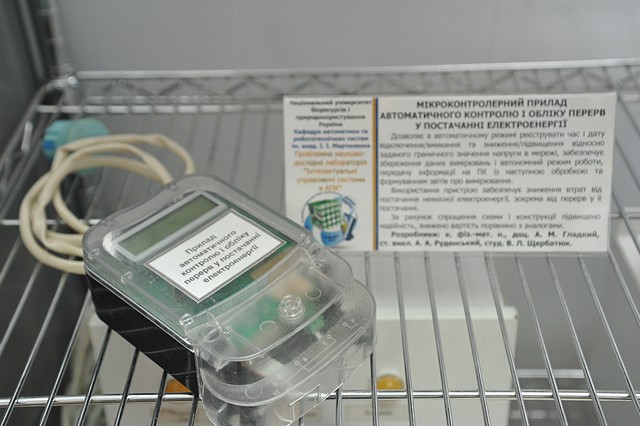 Національний університет
біоресурсів і
природокористування
України
Кафедра автоматики та
робототехнічних систем
ім. акад. І. І. Мартиненка
Проблемна науково-
дослідна лабораторія
"Інтелектуальні
управляючі системи
в АПК"
МІКРОКОНТРОЛЕРНИЙ ПРИЛАД
АВТОМАТИЧНОГО КОНТРОЛЮ І ОБЛІКУ ПЕРЕРВ
У ПОСТАЧАННІ ЕЛЕКТРОЕНЕРГІЇ
Дозволяє в автоматичному режимі реєструвати час і дату
відключення/вмикання та зниження/підвищення відносно
заданого граничного значення напруги в мережі, забезпечує
збереження даних вимірювань і автономний режим роботи,
передачу інформації на ПК із наступною обробкою та
формуванням звітів про вимірювання.
Використання пристрою забезпечує зниження втрат від
постачання неякісної електроенергії, зокрема від перерв у її
постачанні.
За рахунок спрощення схеми і конструкції підвищено
надійність, знижено вартість порівняно з аналогами.
Розробники: к. фіз.-мат. н., доц. А. М. Гладкий,
ст. викл. А. А. Руденський, студ. В. Л. Щербатюк.
Прилад
автоматичного
контролю і обліку
перерв у постачанні
електроенергії